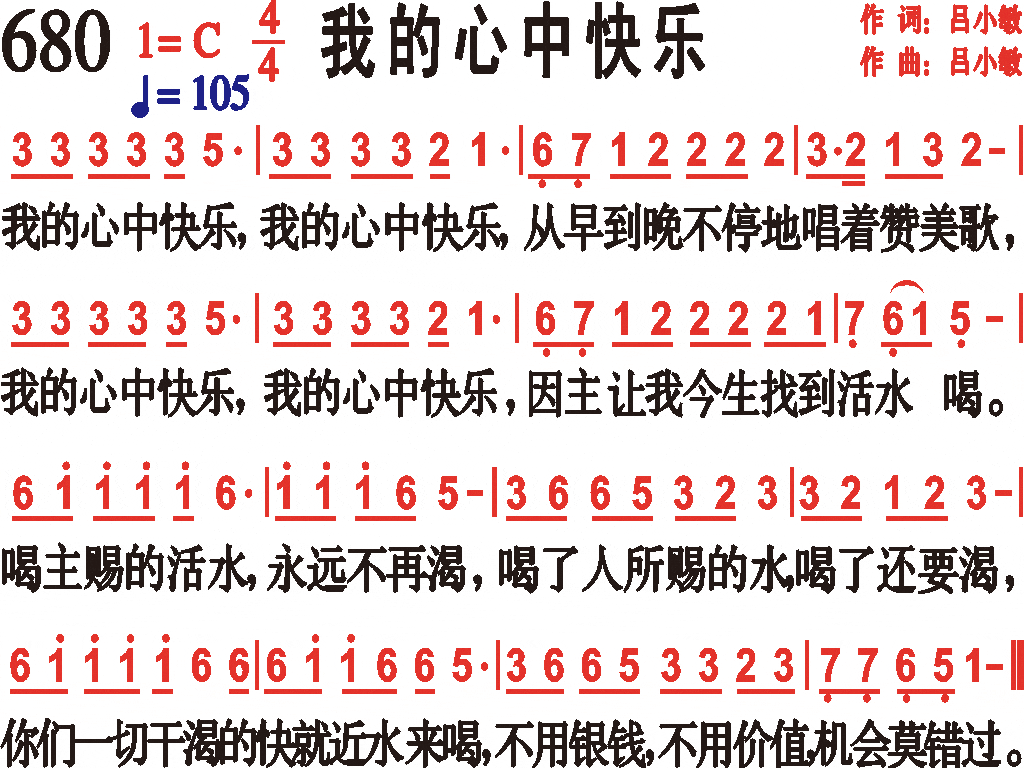 680 1=C 4/4 我的心中快乐 作 词：吕小敏
♩=105 作 曲：吕小敏
3 3 3 3 3 5· | 3 3 3 3 2 1· | 6̣ 7̣ 1 2 2 2 2 | 3·2 1 3 2– |
我的心中快乐，我的心中快乐，从早到晚不停地唱着赞美歌，
3 3 3 3 3 5· | 3 3 3 3 2 1· | 6̣ 7̣ 1 2 2 2 2 1 | 7̣ 6̣1 5̣ – |
我的心中快乐，我的心中快乐，因主让我今生找到活水 喝。
6 1̇ 1̇ 1̇ 1̇ 6· | 1̇ 1̇ 1̇ 6 5– | 3 6 6 5 3 2 3 | 3 2 1 2 3– |
喝主赐的活水，永远不再渴，喝了人所赐的水，喝了还要渴，
6 1̇ 1̇ 1̇ 1̇ 6 6 | 6 1̇ 1̇ 6 6 5· | 3 6 6 5 3 3 2 3 | 7̣ 7̣ 6̣ 5̣ 1– ‖
你们一切干渴的快就近水来喝，不用银钱，不用价值，机会莫错过。